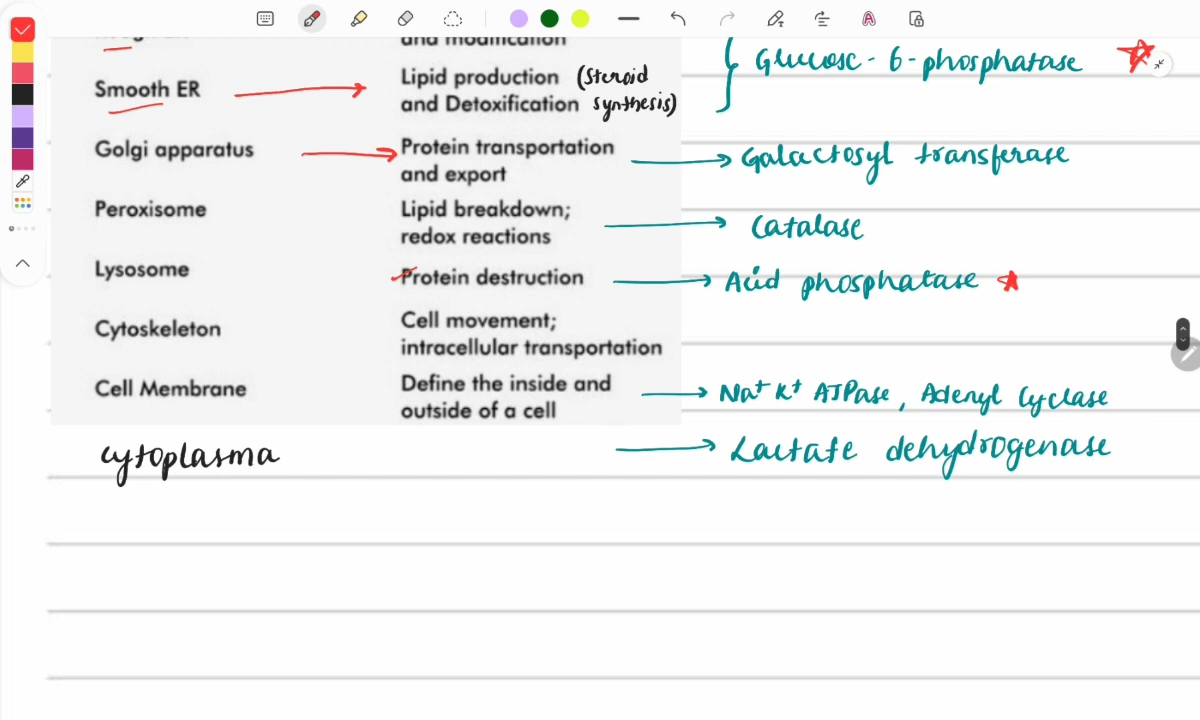 and modification
Glucose - 6 - phosphatase
Smooth ER
Lipid production (steroid
and Detoxification synthesis)
Golgi apparatus
Protein transportation
and export
Galactosyl transferase
Peroxisome
Lipid breakdown;
redox reactions
Catalase
Lysosome
Protein destruction
Acid phosphatase
Cytoskeleton
Cell movement;
intracellular transportation
Cell Membrane
Define the inside and
outside of a cell
Na+ K+ ATPase, Adenyl Cyclase
cytoplasma
Lactate dehydrogenase